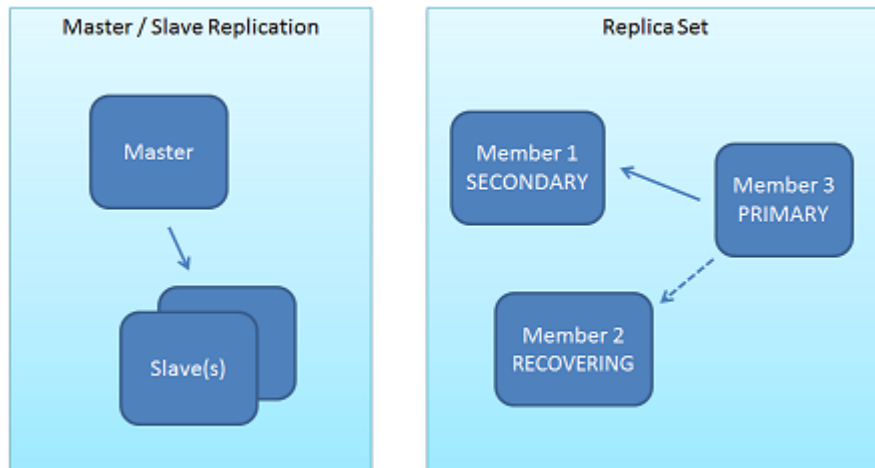 Master / Slave Replication
Master
Slave(s)
Replica Set
Member 1
SECONDARY
Member 3
PRIMARY
Member 2
RECOVERING